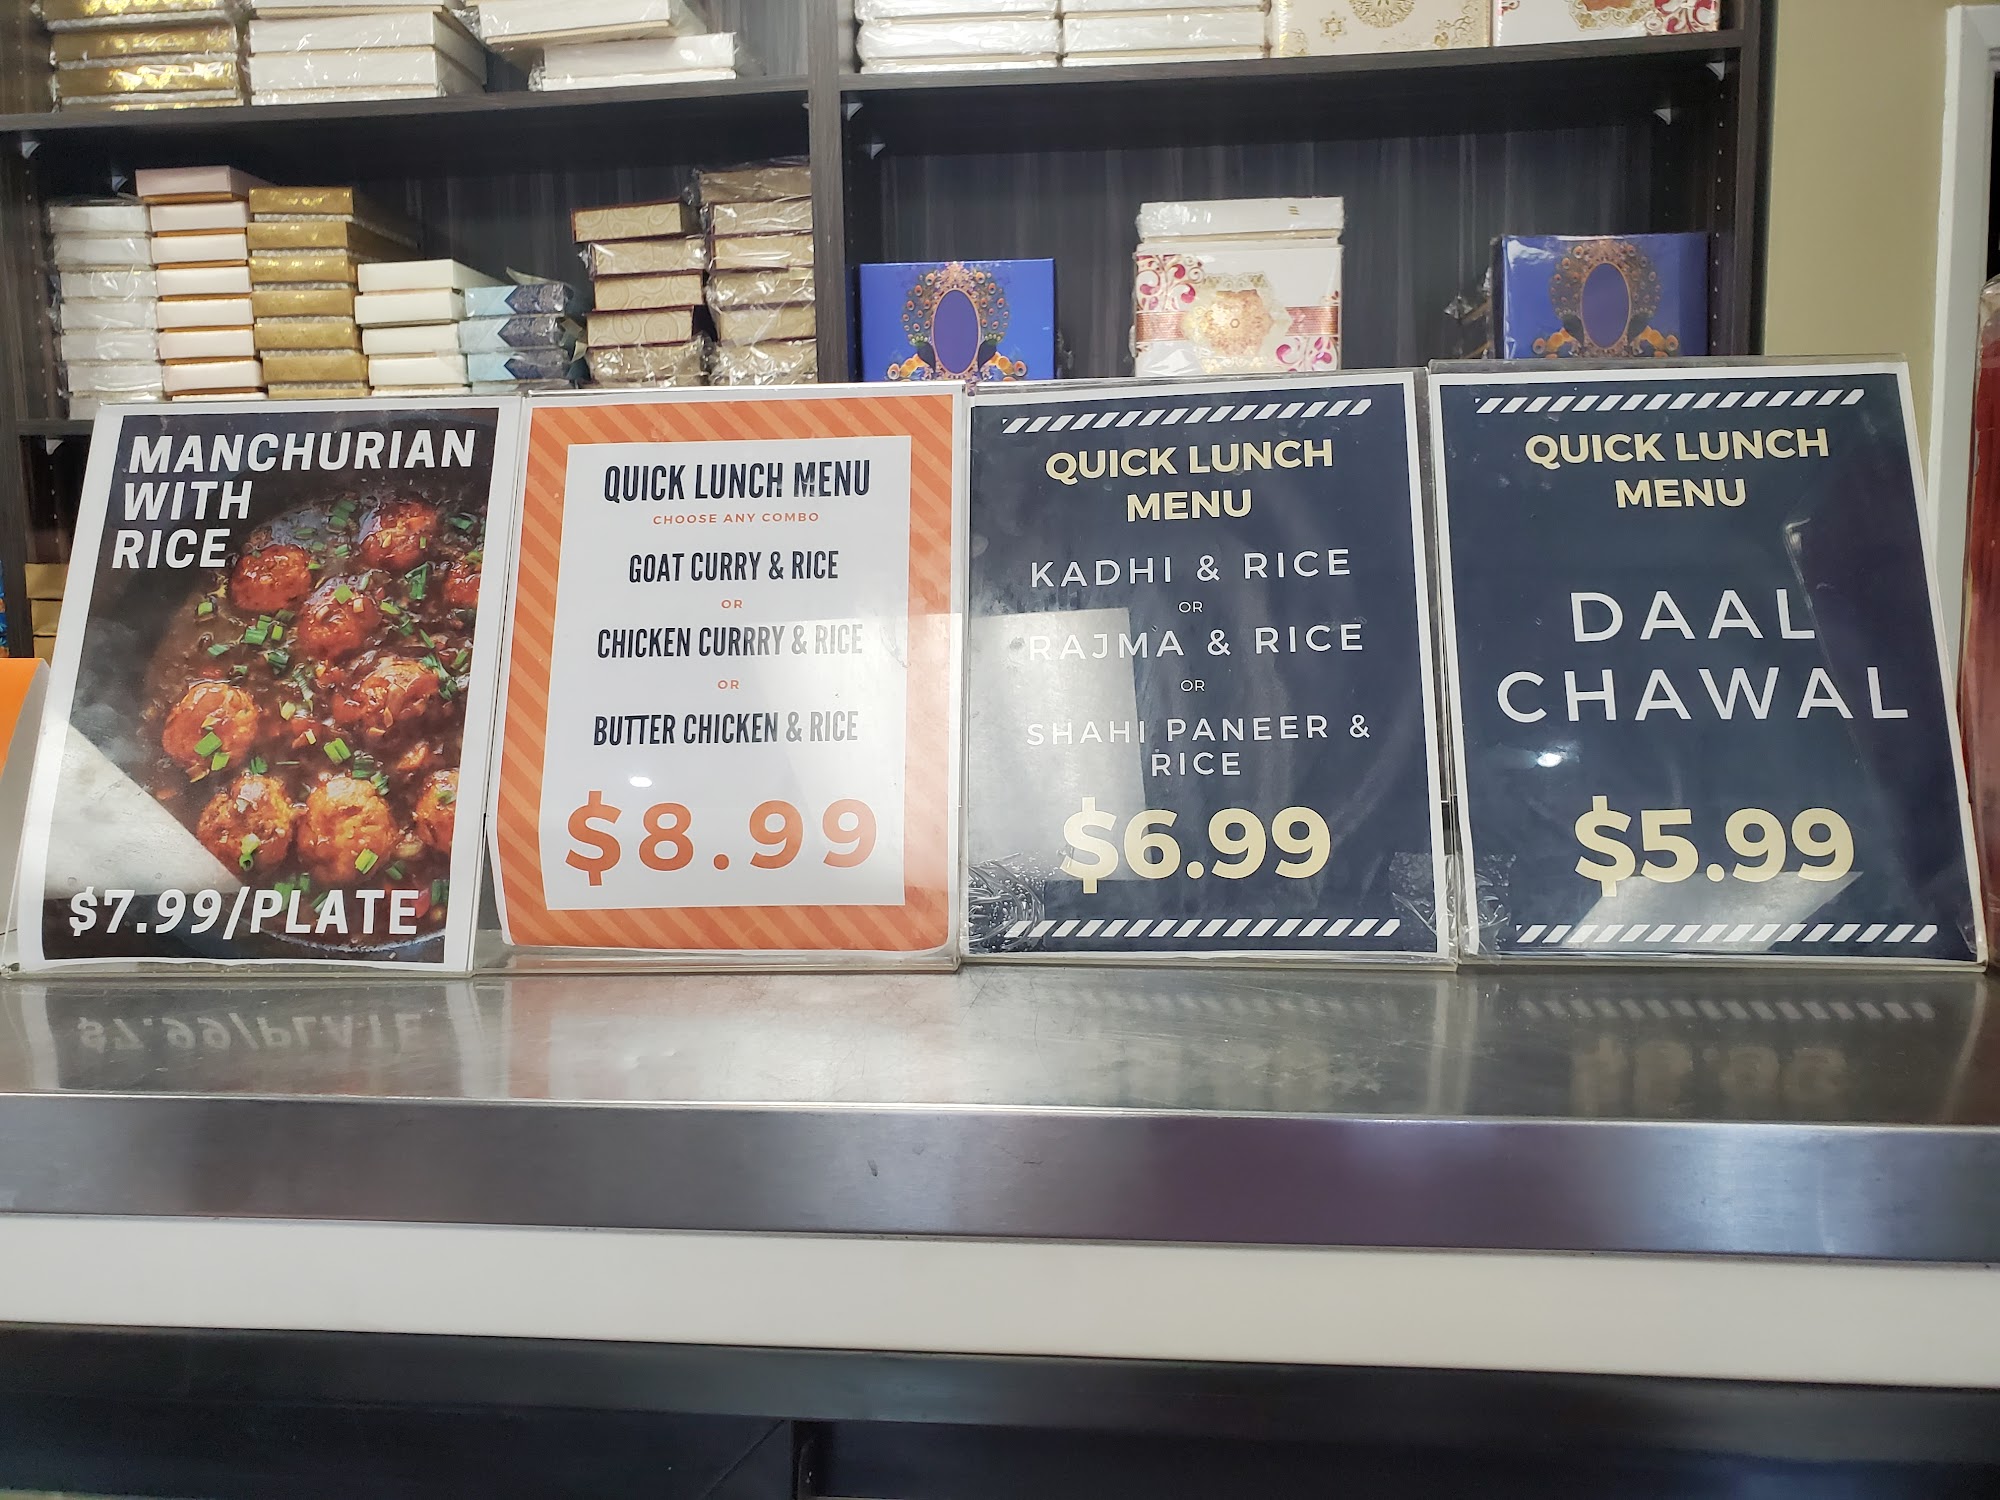 MANCHURIAN
WITH
RICE
$7.99/PLATE
QUICK LUNCH MENU
CHOOSE ANY COMBO
GOAT CURRY & RICE
OR
CHICKEN CURRRY & RICE
OR
BUTTER CHICKEN & RICE
$8.99
QUICK LUNCH
MENU
KADHI & RICE
OR
RAJMA & RICE
OR
SHAHI PANEER &
RICE
$6.99
QUICK LUNCH
MENU
DAAL
CHAWAL
$5.99